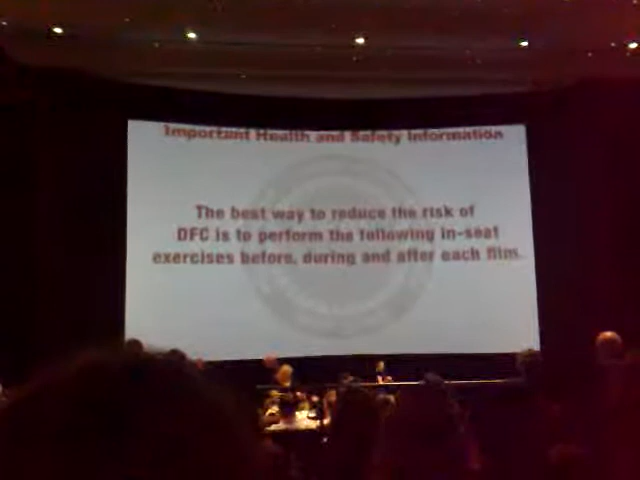 Important Health and Safety Information
The best way to reduce the risk of
DFC is to perform the following in-seat
exercises before, during and after each film.